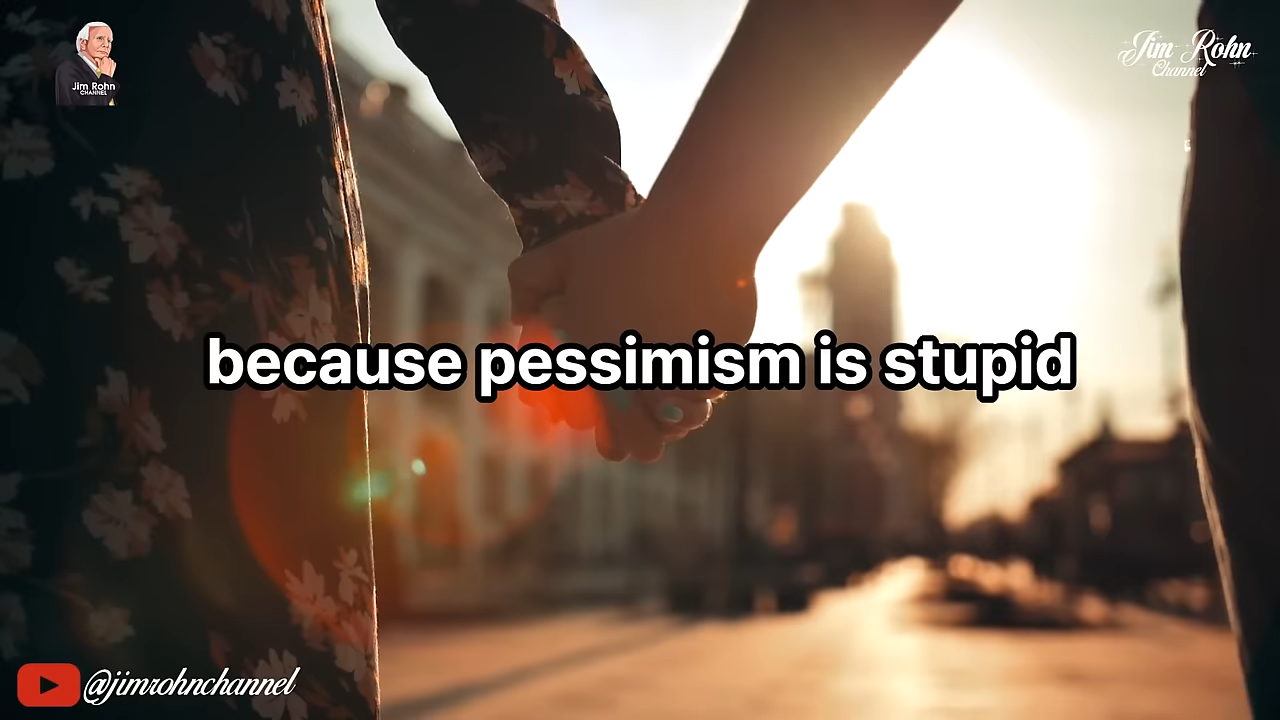 Jim Rohn
CHANNEL
Jim Rohn
Channel
because pessimism is stupid
@jimrohnchannel